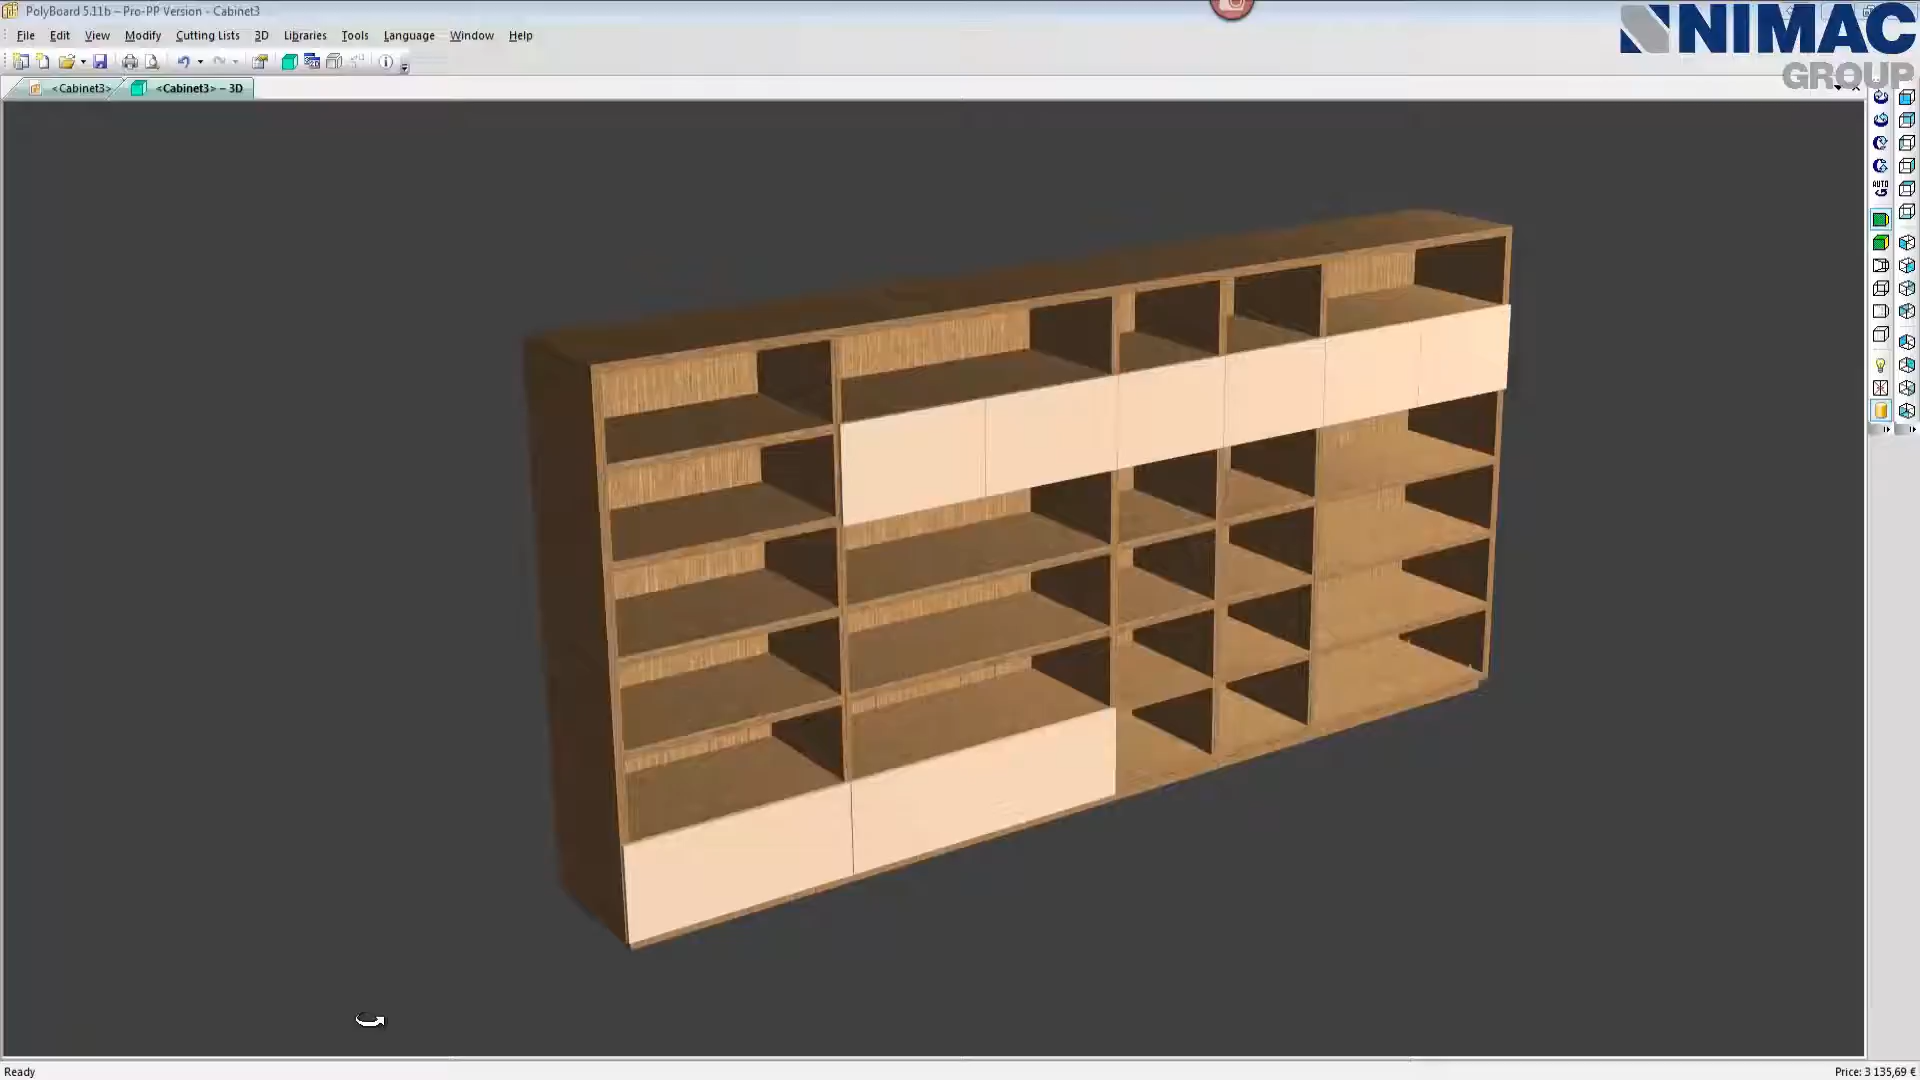 PolyBoard 5.11b – Pro-PP Version - Cabinet3
NIMAC
GROUP
File Edit View Modify Cutting Lists 3D Libraries Tools Language Window Help
<Cabinet3> <Cabinet3> – 3D
AUTO
Ready
Price: 3 135,69 €